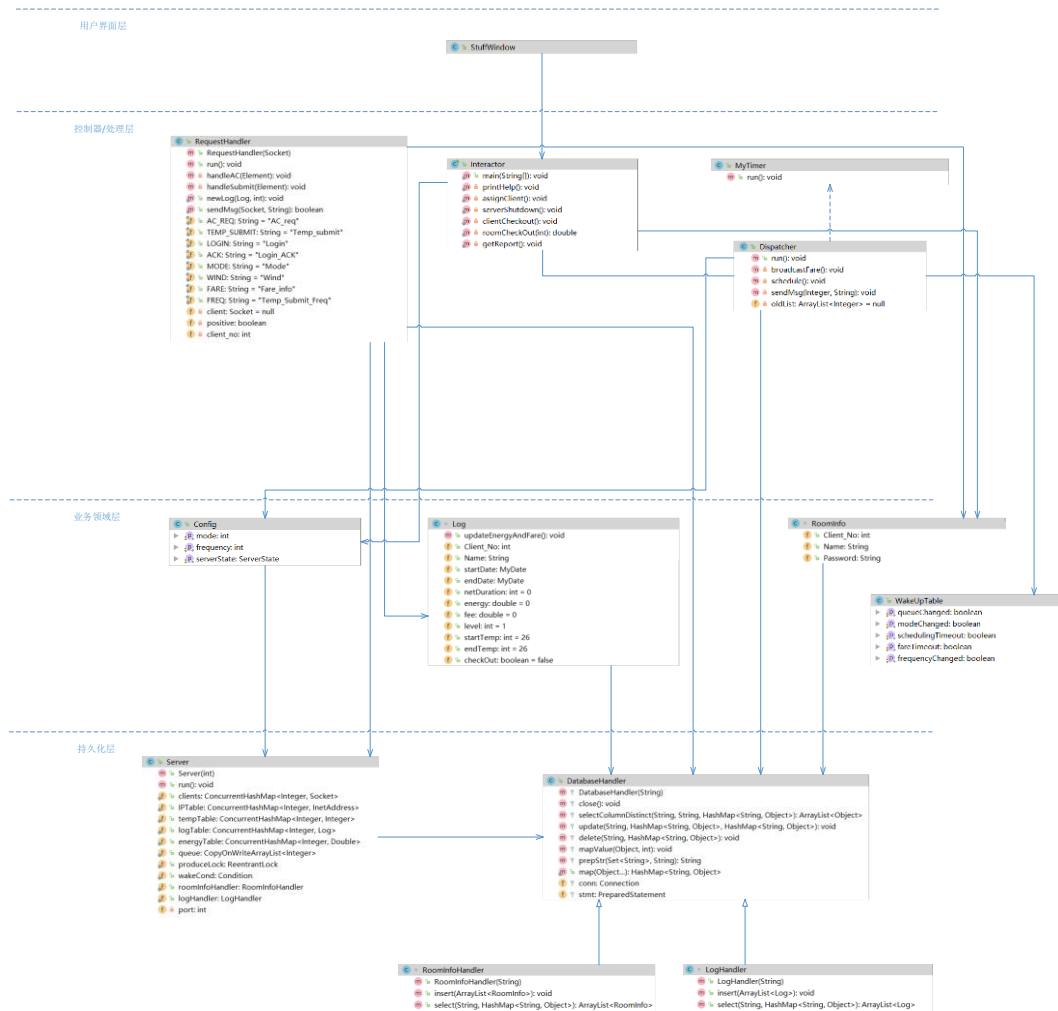 用户界面层
StuffWindow
控制器/处理层
RequestHandler
RequestHandler(Socket)
run(): void
handleAC(Element): void
handleSubmit(Element): void
newLog(Log, int): void
sendMsg(Socket, String): boolean
AC_REQ: String = "AC_req"
TEMP_SUBMIT: String = "Temp_submit"
LOGIN: String = "Login"
ACK: String = "Login_ACK"
MODE: String = "Mode"
WIND: String = "Wind"
FARE: String = "Fare_info"
FREQ: String = "Temp_Submit_Freq"
client: Socket = null
positive: boolean
client_no: int
Interactor
main(String[]): void
printHelp(): void
assignClient(): void
serverShutdown(): void
clientCheckout(): void
roomCheckOut(int): double
getReport(): void
MyTimer
run(): void
Dispatcher
run(): void
broadcastFare(): void
schedule(): void
sendMsg(Integer, String): void
oldList: ArrayList<Integer> = null
业务领域层
Config
mode: int
frequency: int
serverState: ServerState
Log
updateEnergyAndFare(): void
Client_No: int
Name: String
startDate: MyDate
endDate: MyDate
netDuration: int = 0
energy: double = 0
fee: double = 0
level: int = 1
startTemp: int = 26
endTemp: int = 26
checkOut: boolean = false
RoomInfo
Client_No: int
Name: String
Password: String
WakeUpTable
queueChanged: boolean
modeChanged: boolean
schedulingTimeout: boolean
fareTimeout: boolean
frequencyChanged: boolean
持久化层
Server
Server(int)
run(): void
clients: ConcurrentHashMap<Integer, Socket>
IPTable: ConcurrentHashMap<Integer, InetAddress>
tempTable: ConcurrentHashMap<Integer, Integer>
logTable: ConcurrentHashMap<Integer, Log>
energyTable: ConcurrentHashMap<Integer, Double>
queue: CopyOnWriteArrayList<Integer>
produceLock: ReentrantLock
wakeCond: Condition
roomInfoHandler: RoomInfoHandler
logHandler: LogHandler
port: int
DatabaseHandler
DatabaseHandler(String)
close(): void
selectColumnDistinct(String, String, HashMap<String, Object>): ArrayList<Object>
update(String, HashMap<String, Object>, HashMap<String, Object>): void
delete(String, HashMap<String, Object>): void
mapValue(Object, int): void
prepStr(Set<String>, String): String
map(Object...): HashMap<String, Object>
conn: Connection
stmt: PreparedStatement
RoomInfoHandler
RoomInfoHandler(String)
insert(ArrayList<RoomInfo>): void
select(String, HashMap<String, Object>): ArrayList<RoomInfo>
LogHandler
LogHandler(String)
insert(ArrayList<Log>): void
select(String, HashMap<String, Object>): ArrayList<Log>